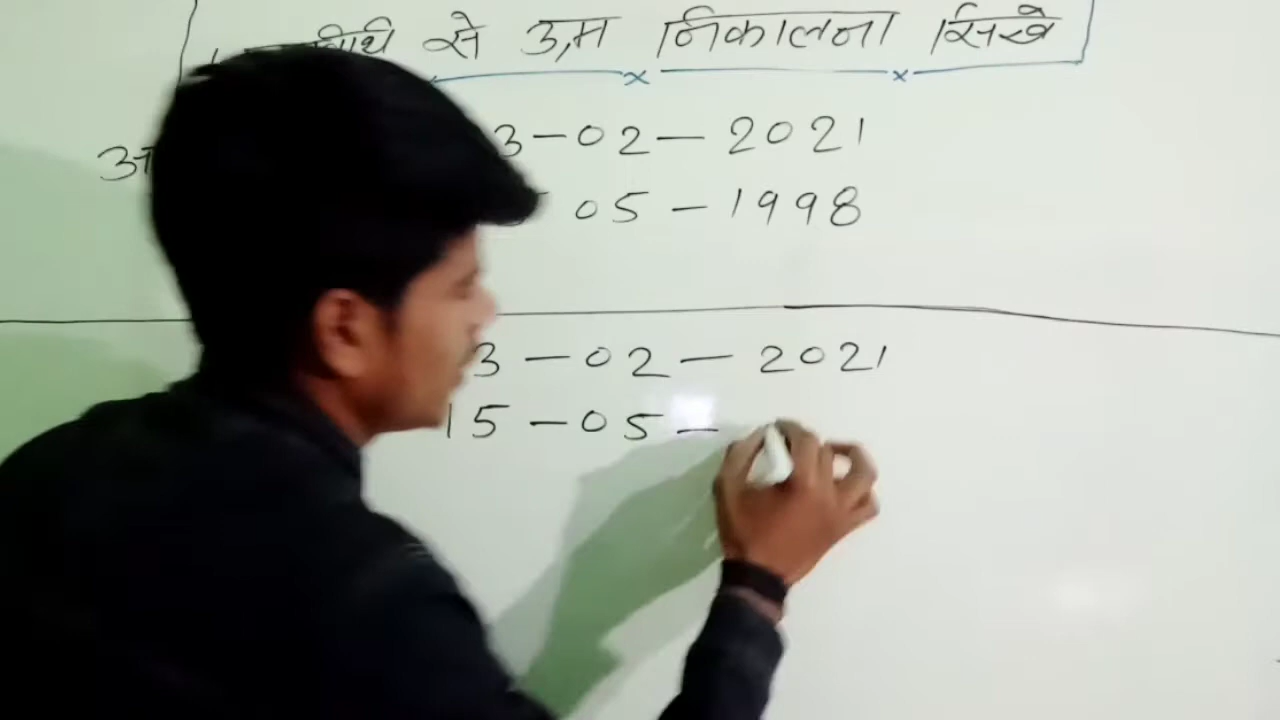 से उम्र निकालना सिखे
3-02-2021
05-1998
3-02-2021
15-05-